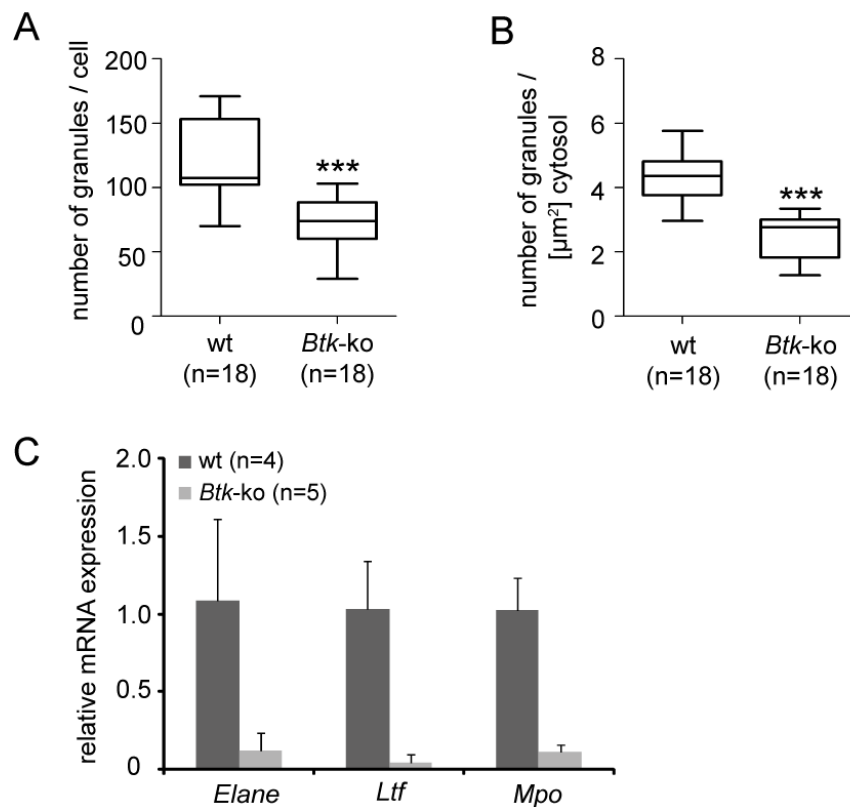 A
number of granules / cell
200
150
100
50
0
***
wt
(n=18)
Btk-ko
(n=18)
B
number of granules /
[µm²] cytosol
8
6
4
2
0
***
wt
(n=18)
Btk-ko
(n=18)
C
relative mRNA expression
2.0
1.5
1.0
0.5
0
wt (n=4)
Btk-ko (n=5)
Elane
Ltf
Mpo